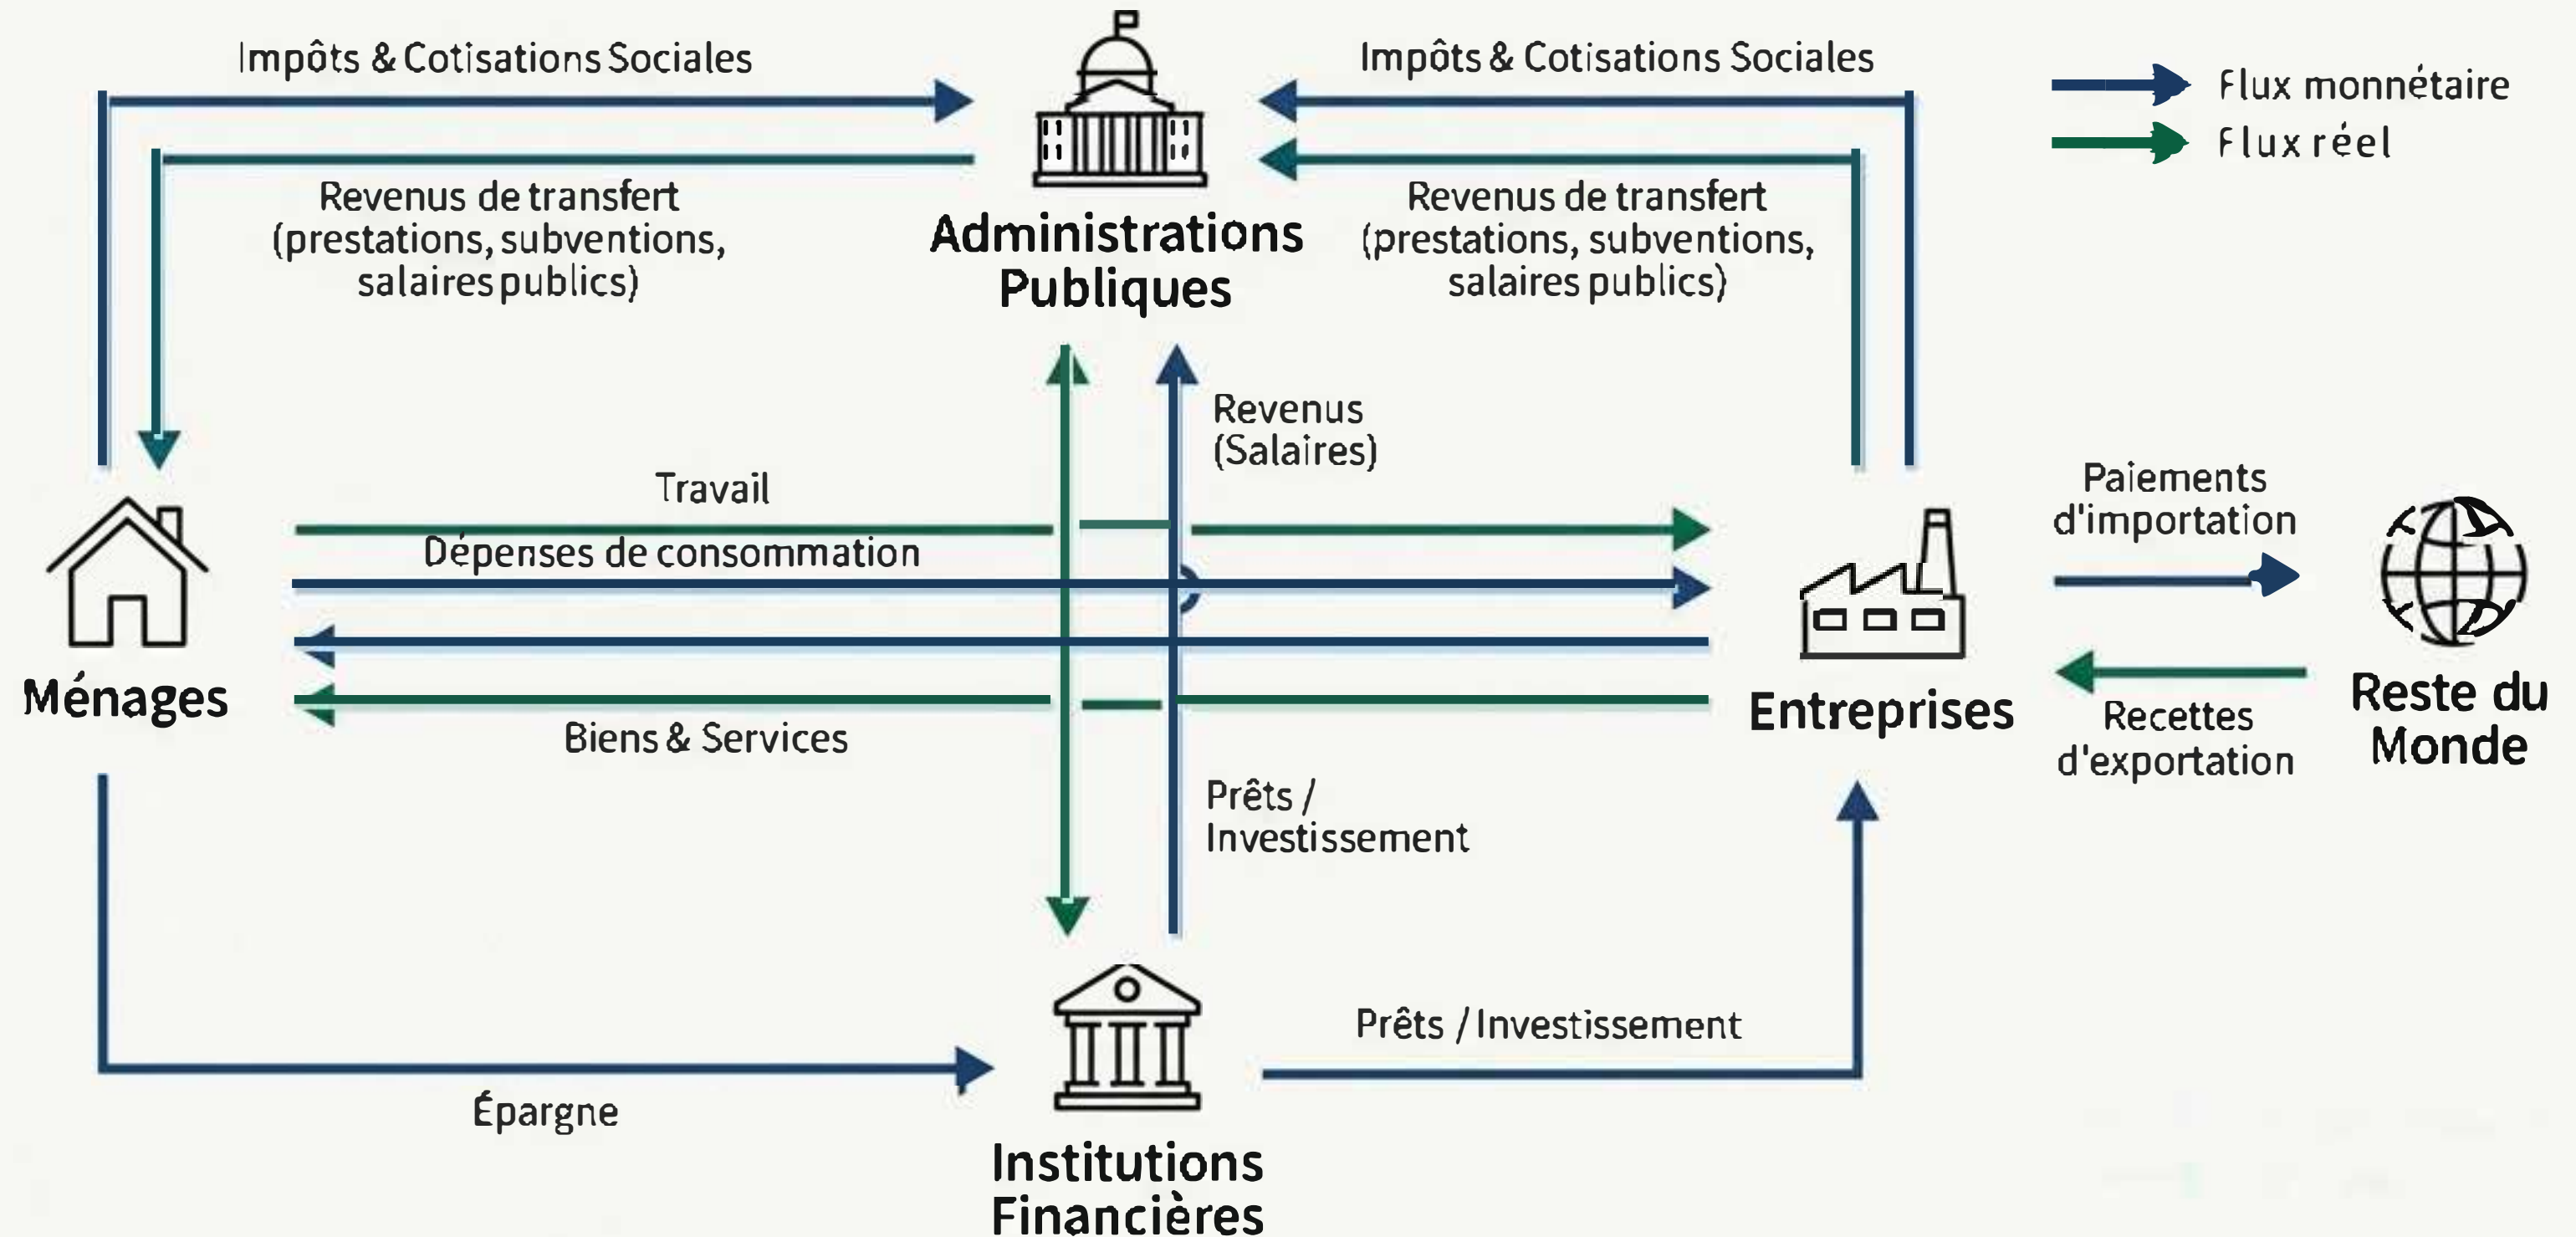 Impôts & Cotisations Sociales
Impôts & Cotisations Sociales
Flux monnétaire
Flux réel
Revenus de transfert
(prestations, subventions,
salaires publics)
Administrations
Publiques
Revenus de transfert
(prestations, subventions,
salaires publics)
Revenus
(Salaires)
Travail
Dépenses de consommation
Paiements
d'importation
Ménages
Biens & Services
Entreprises
Recettes
d'exportation
Reste du
Monde
Prêts /
Investissement
Prêts / Investissement
Épargne
Institutions
Financières